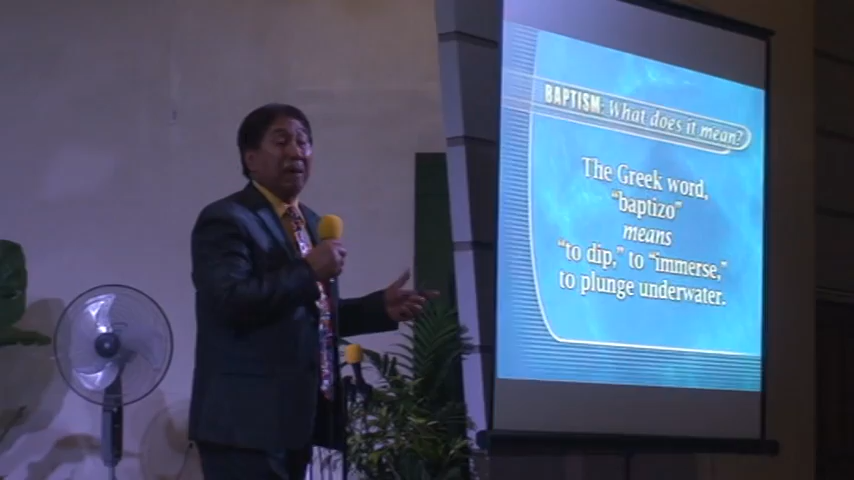 BAPTISM: What does it mean?
The Greek word,
"baptizo"
means
"to dip," to "immerse,"
to plunge underwater.